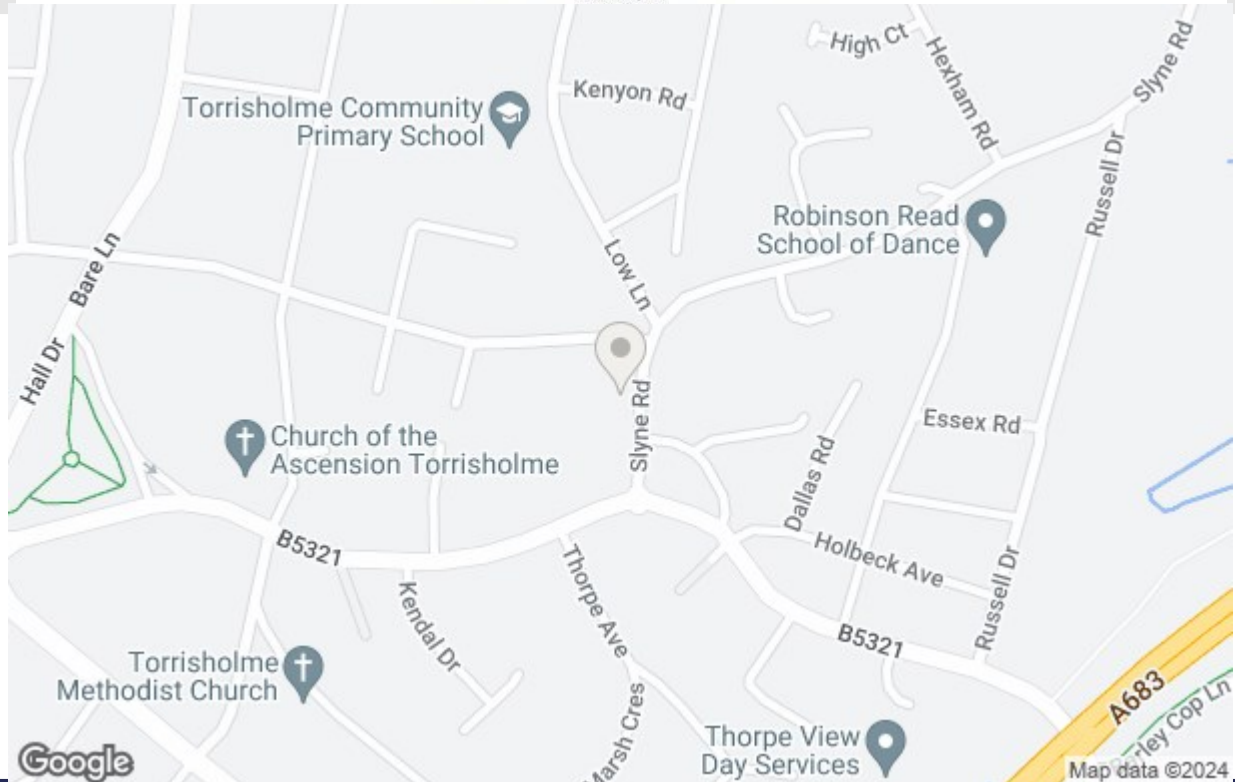 High Ct
Hexham Rd
Slyne Rd
Kenyon Rd
Torrisholme Community
Primary School
Russell Dr
Robinson Read
School of Dance
Bare Ln
Low Ln
Hall Dr
Slyne Rd
Essex Rd
Church of the
Ascension Torrisholme
Dallas Rd
B5321
Holbeck Ave
Thorpe Ave
Kendal Dr
Russell Dr
B5321
Torrisholme
Methodist Church
Marsh Cres
A683
Barley Cop Ln
Thorpe View
Day Services
Google
Map data ©2024